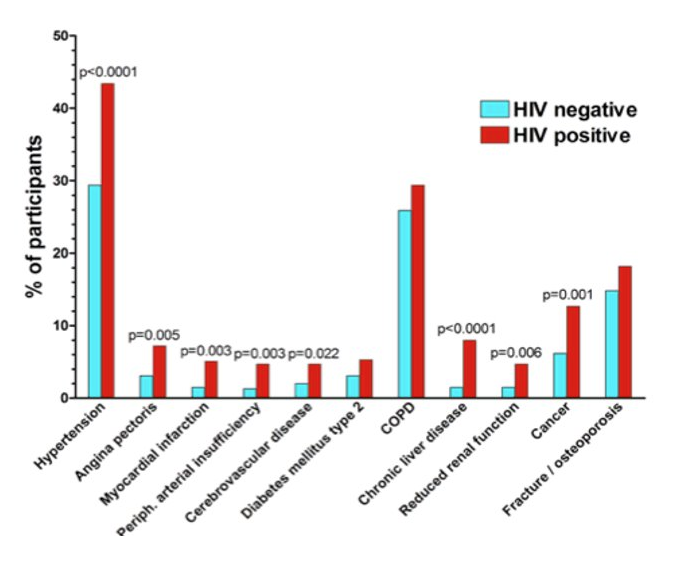 50
p<0.0001
40
HIV negative
HIV positive
30
% of participants
20
10
p=0.005
p=0.003
p=0.003
p=0.022
p<0.0001
p=0.006
p=0.001
0
Hypertension
Angina pectoris
Myocardial infarction
Periph. arterial insufficiency
Cerebrovascular disease
Diabetes mellitus type 2
COPD
Chronic liver disease
Reduced renal function
Cancer
Fracture / osteoporosis